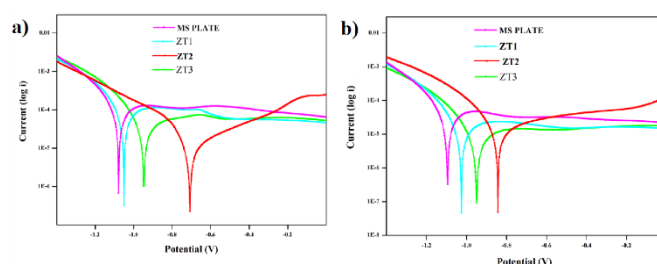 a)
Current (log i)
0.01
1E-3
1E-4
1E-5
1E-6
-1.2
-1.0
-0.8
-0.6
-0.4
-0.2
Potential (V)
MS PLATE
ZT1
ZT2
ZT3
b)
Current (log i)
0.01
1E-3
1E-4
1E-5
1E-6
1E-7
1E-8
-1.2
-1.0
-0.8
-0.6
-0.4
-0.2
Potential (V)
MS PLATE
ZT1
ZT2
ZT3